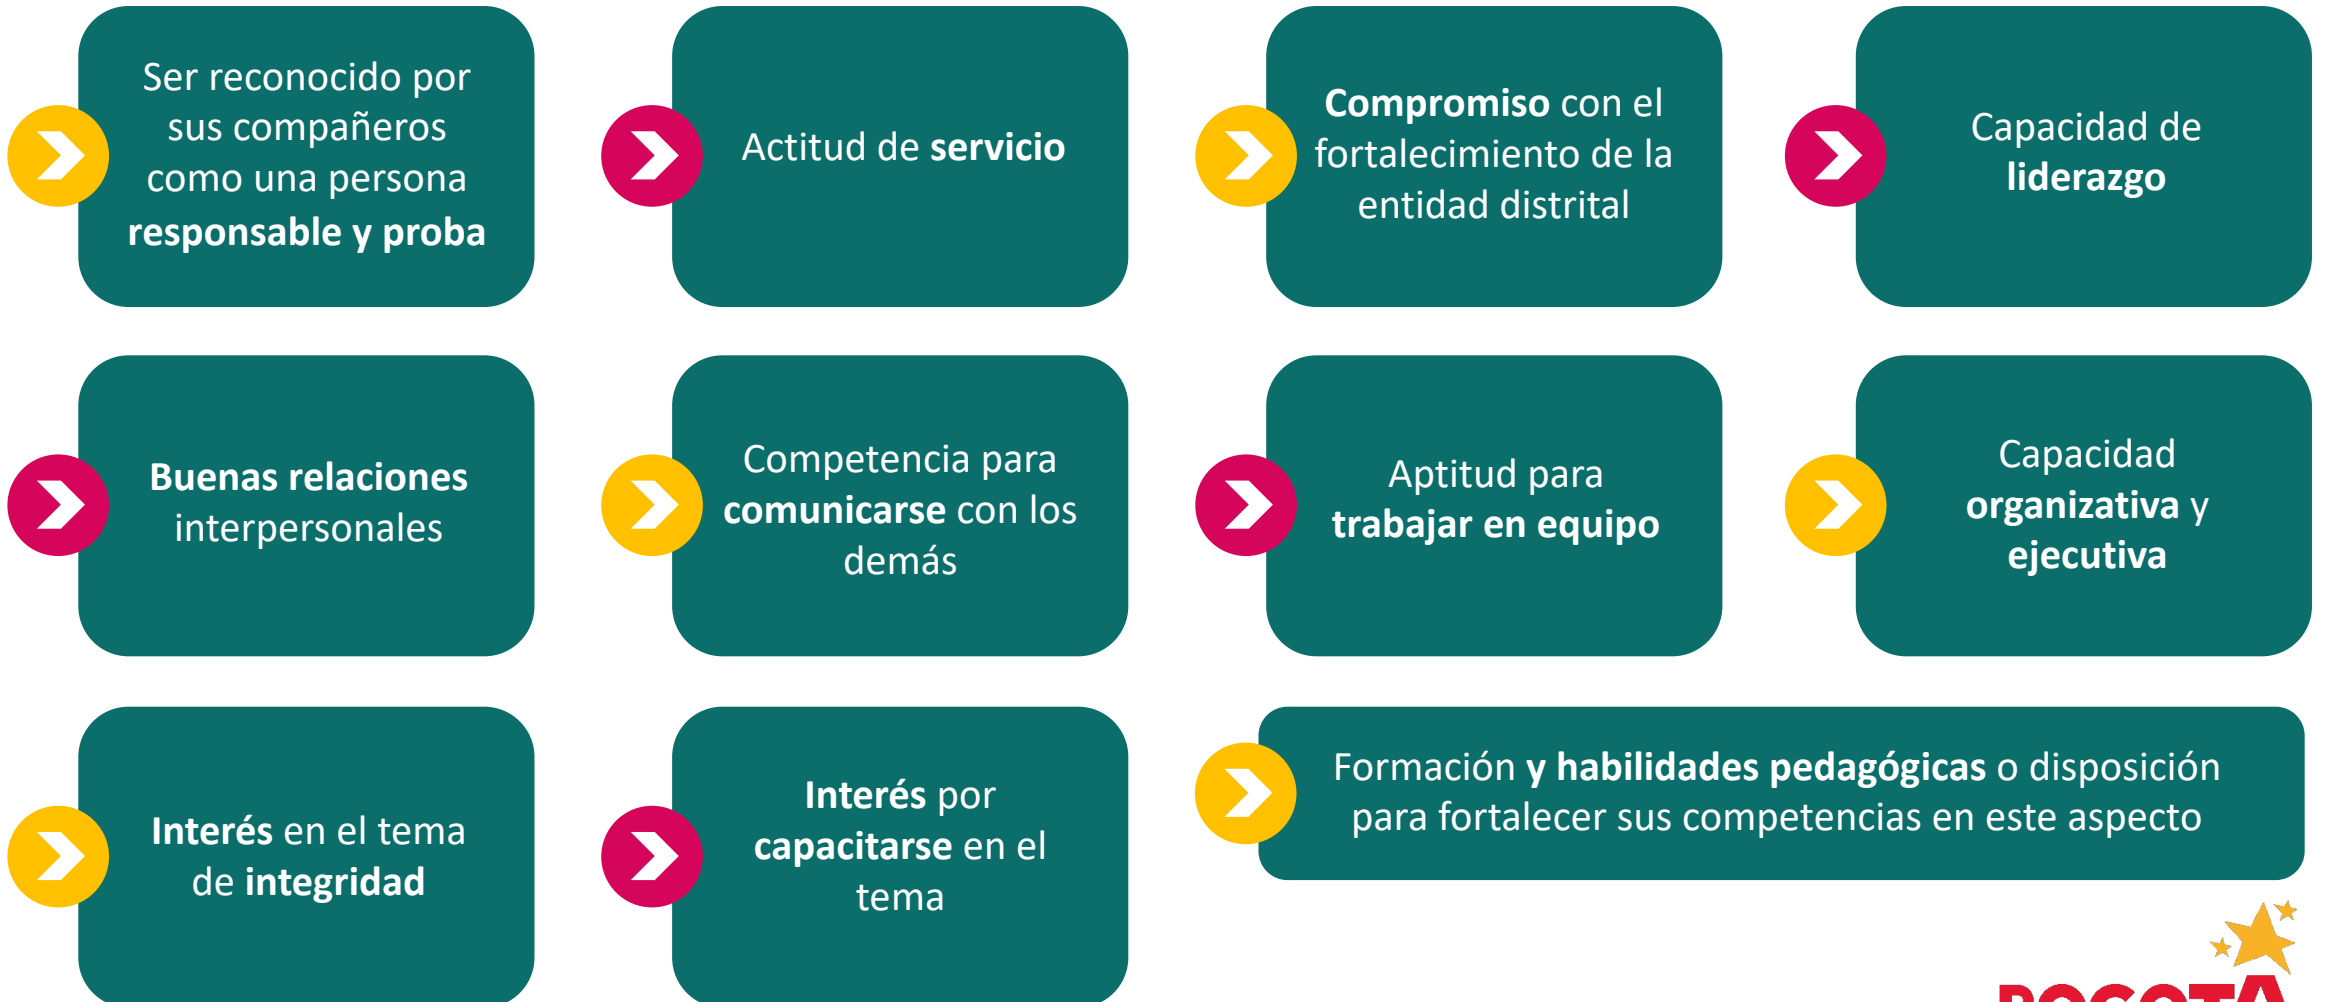 Ser reconocido por
sus compañeros
como una persona
responsable y proba
Actitud de servicio
Compromiso con el
fortalecimiento de la
entidad distrital
Capacidad de
liderazgo
Buenas relaciones
interpersonales
Competencia para
comunicarse con los
demás
Aptitud para
trabajar en equipo
Capacidad
organizativa y
ejecutiva
Interés en el tema
de integridad
Interés por
capacitarse en el
tema
Formación y habilidades pedagógicas o disposición
para fortalecer sus competencias en este aspecto
BOGOTÁ